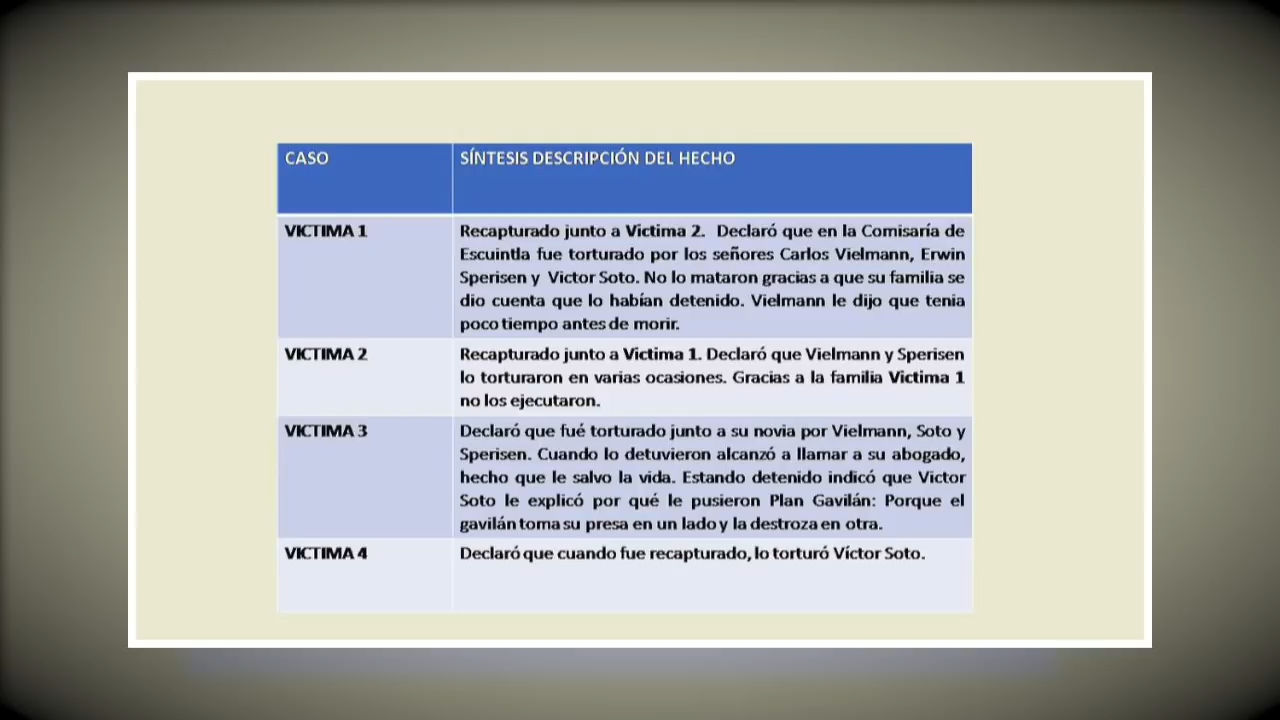 CASO
SÍNTESIS DESCRIPCIÓN DEL HECHO
VICTIMA 1
Recapturado junto a Victima 2. Declaró que en la Comisaría de
Escuintla fue torturado por los señores Carlos Vielmann, Erwin
Sperisen y Victor Soto. No lo mataron gracias a que su familia se
dio cuenta que lo habían detenido. Vielmann le dijo que tenia
poco tiempo antes de morir.
VICTIMA 2
Recapturado junto a Victima 1. Declaró que Vielmann y Sperisen
lo torturaron en varias ocasiones. Gracias a la familia Victima 1
no los ejecutaron.
VICTIMA 3
Declaró que fué torturado junto a su novia por Vielmann, Soto y
Sperisen. Cuando lo detuvieron alcanzó a llamar a su abogado,
hecho que le salvo la vida. Estando detenido indicó que Victor
Soto le explicó por qué le pusieron Plan Gavilán: Porque el
gavilán toma su presa en un lado y la destroza en otra.
VICTIMA 4
Declaró que cuando fue recapturado, lo torturó Víctor Soto.